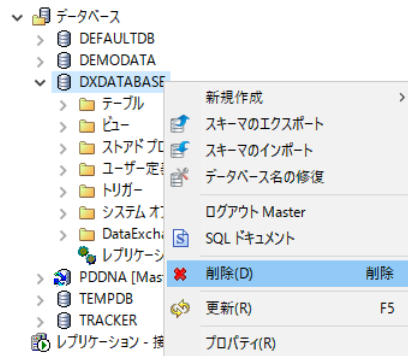 データベース
DEFAULTDB
DEMODATA
DXDATABASE
テーブル
ビュー
ストアド プロ
ユーザー定
トリガー
システム オ
DataExcha
レプリケーシ
PDDNA [Mas
TEMPDB
TRACKER
レプリケーション - 接
新規作成
スキーマのエクスポート
スキーマのインポート
データベース名の修復
ログアウト Master
SQL ドキュメント
削除(D) 削除
更新(R) F5
プロパティ(R)